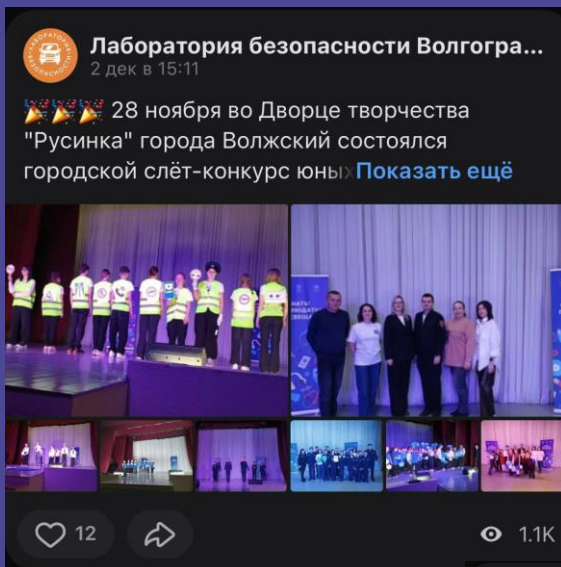 Лаборатория безопасности Волгогра...
2 дек в 15:11
🎉🎉🎉 28 ноября во Дворце творчества
"Русинка" города Волжский состоялся
городской слёт-конкурс юны Показать ещё
12
1.1K